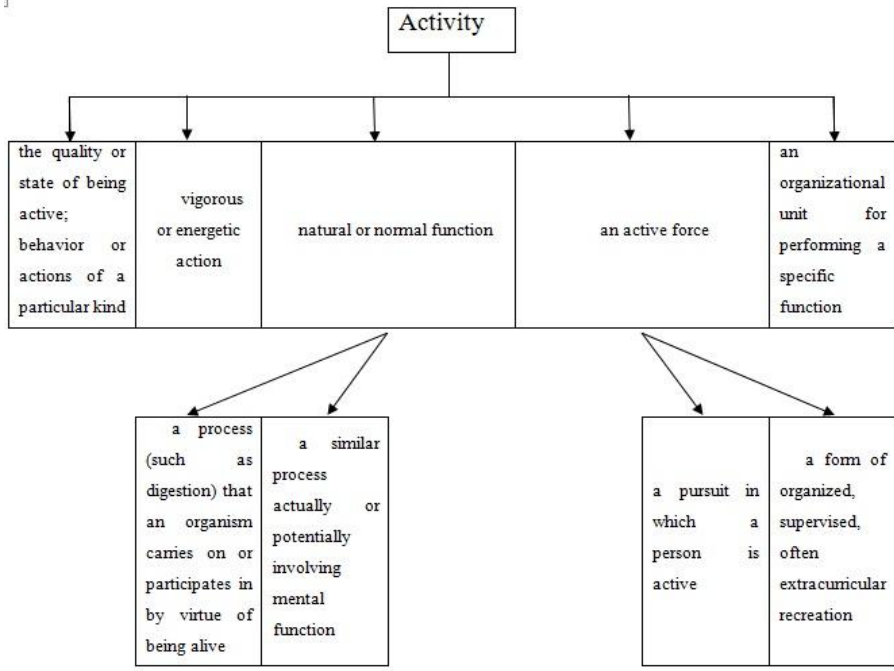 Activity
the quality or
state of being
active;
behavior or
actions of a
particular kind
vigorous
or energetic
action
natural or normal function
an active force
an
organizational
unit for
performing a
specific
function
a process
(such as
digestion) that
an organism
carries on or
participates in
by virtue of
being alive
a similar
process
actually or
potentially
involving
mental
function
a pursuit in
which a
person is
active
a form of
organized,
supervised,
often
extracurricular
recreation